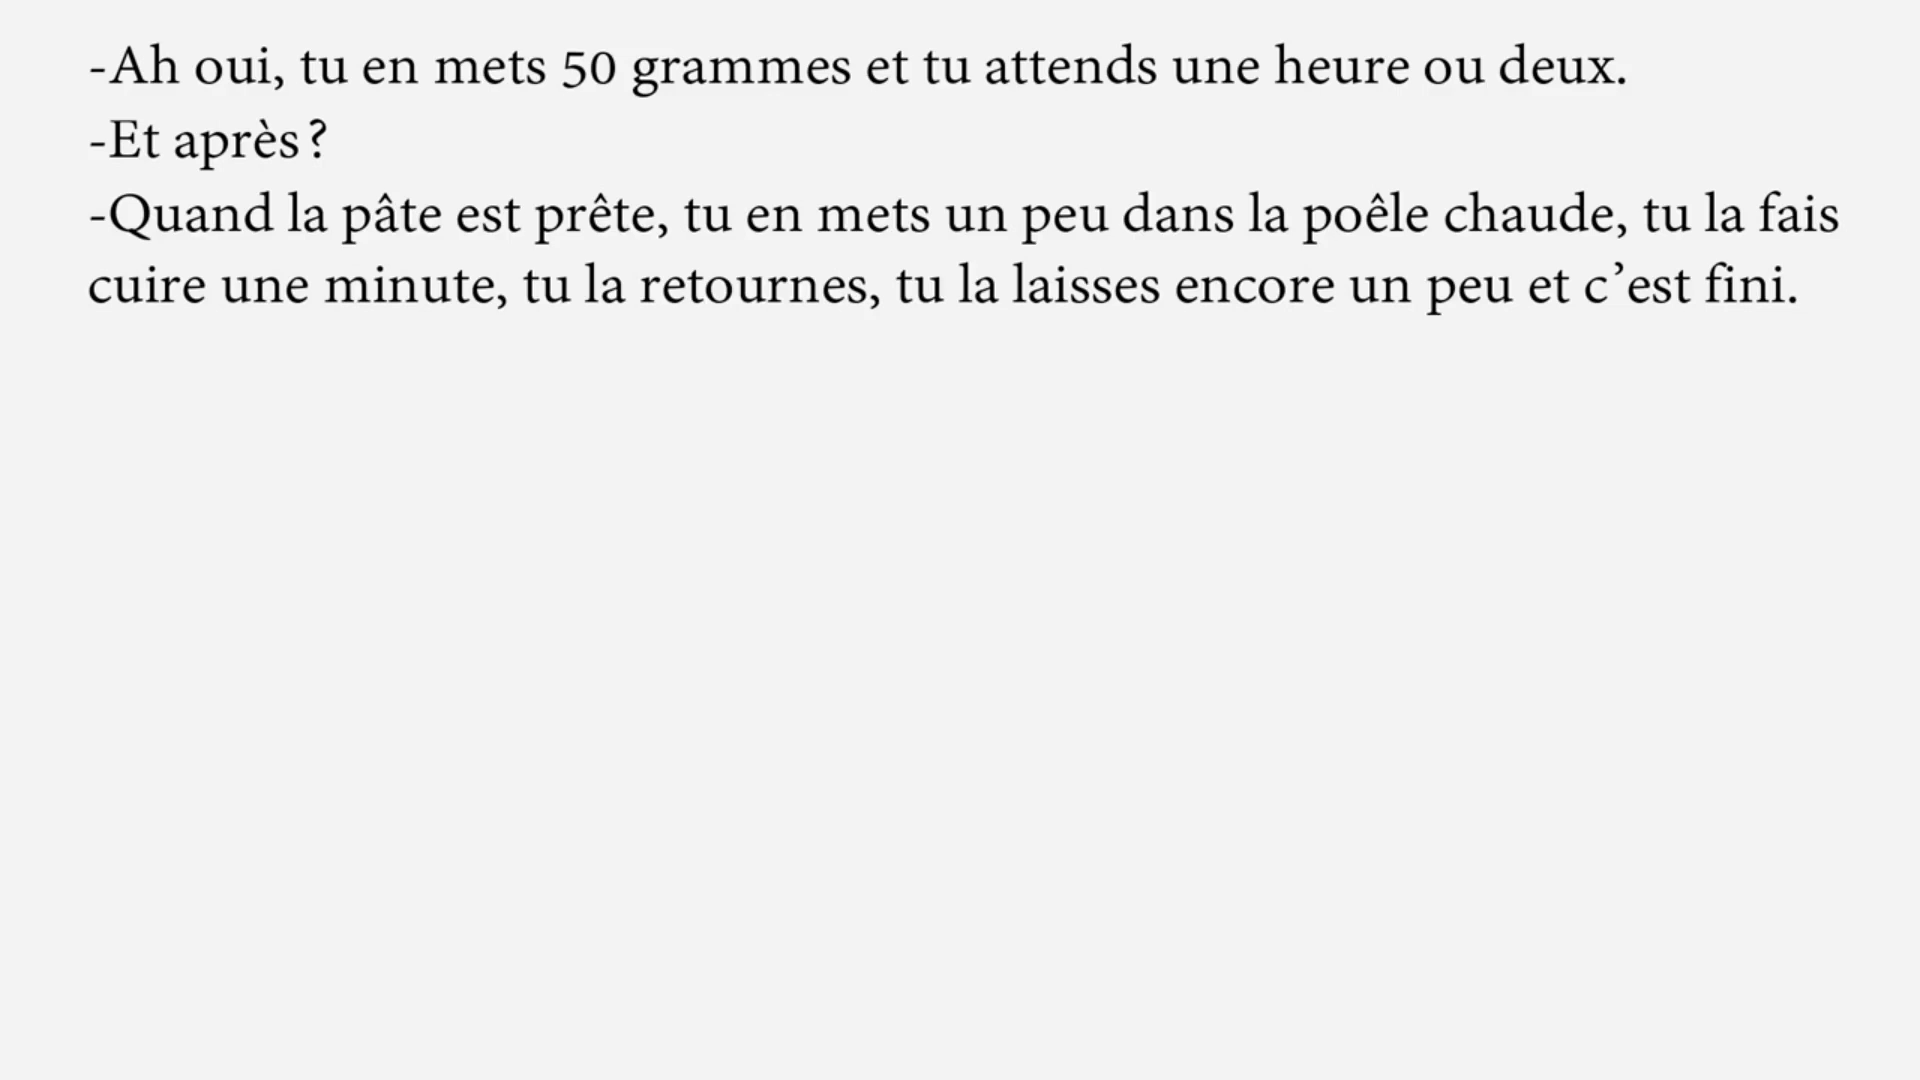 -Ah oui, tu en mets 50 grammes et tu attends une heure ou deux.
-Et après ?
-Quand la pâte est prête, tu en mets un peu dans la poêle chaude, tu la fais
cuire une minute, tu la retournes, tu la laisses encore un peu et c’est fini.